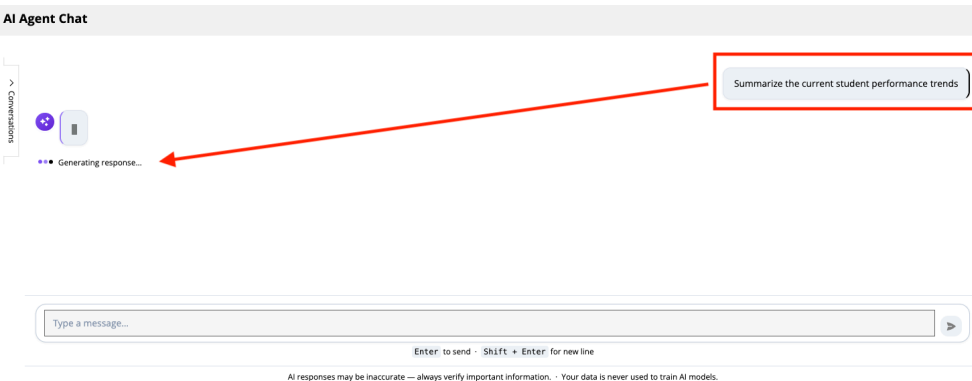 AI Agent Chat
Summarize the current student performance trends
Conversations
Generating response...
Type a message...
Enter to send · Shift + Enter for new line
AI responses may be inaccurate — always verify important information. · Your data is never used to train AI models.